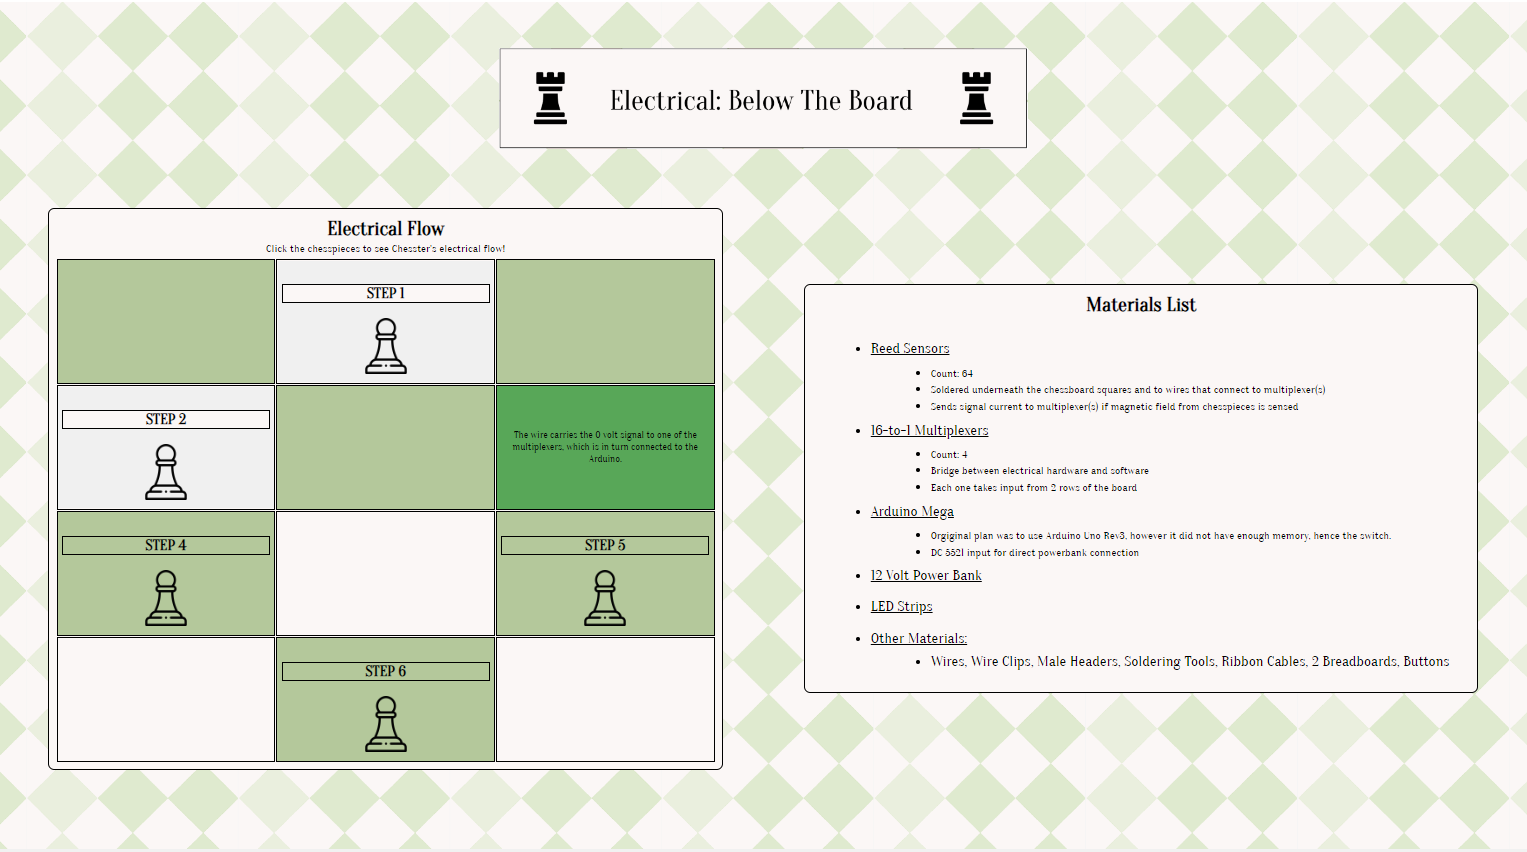 Electrical: Below The Board
Electrical Flow
Click the chesspieces to see Chesster's electrical flow!
STEP 1
STEP 2
The wire carries the 0 volt signal to one of the
multiplexers, which is in turn connected to the
Arduino.
STEP 4
STEP 5
STEP 6
Materials List
• Reed Sensors
• Count: 64
• Soldered underneath the chessboard squares and to wires that connect to multiplexer(s)
• Sends signal current to multiplexer(s) if magnetic field from chesspieces is sensed
• 16-to-1 Multiplexers
• Count: 4
• Bridge between electrical hardware and software
• Each one takes input from 2 rows of the board
• Arduino Mega
• Orgiginal plan was to use Arduino Uno Rev3, however it did not have enough memory, hence the switch.
• DC 5521 input for direct powerbank connection
• 12 Volt Power Bank
• LED Strips
• Other Materials:
• Wires, Wire Clips, Male Headers, Soldering Tools, Ribbon Cables, 2 Breadboards, Buttons